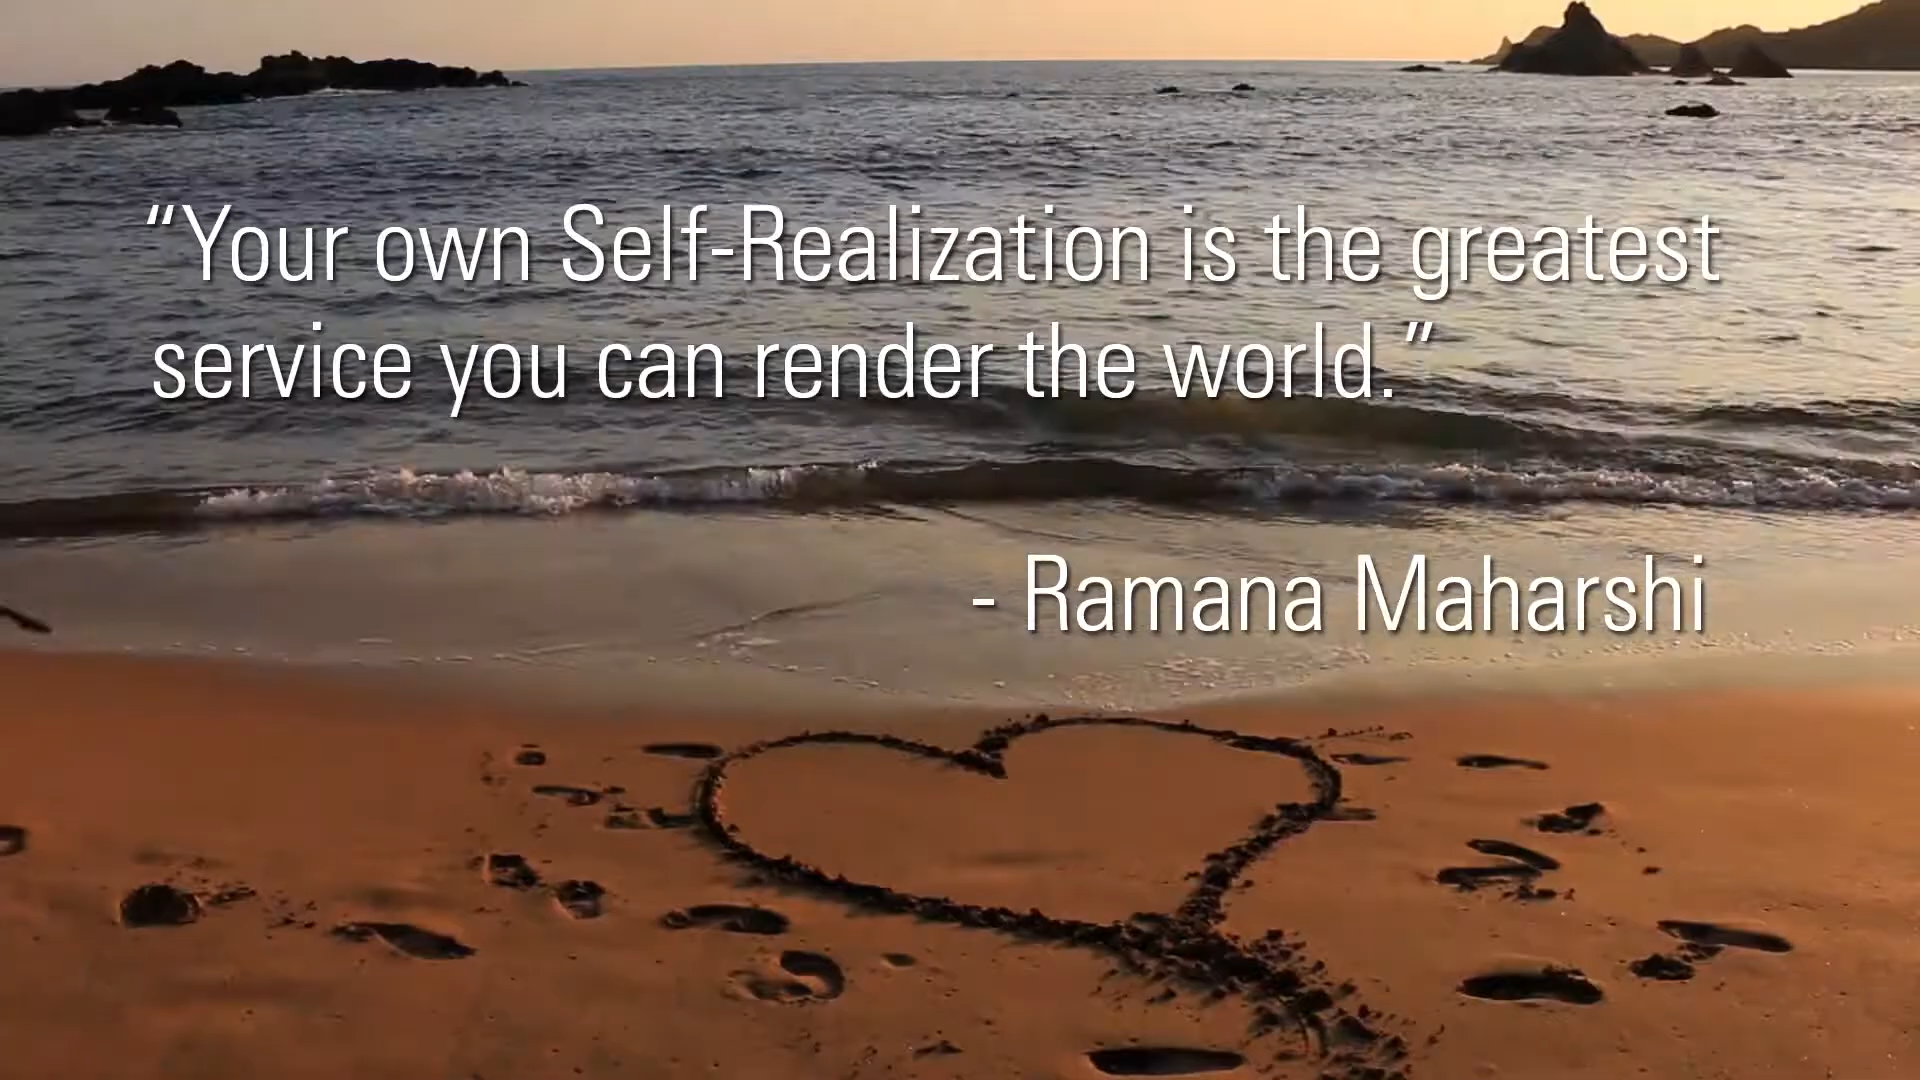 “Your own Self-Realization is the greatest
service you can render the world.”
- Ramana Maharshi